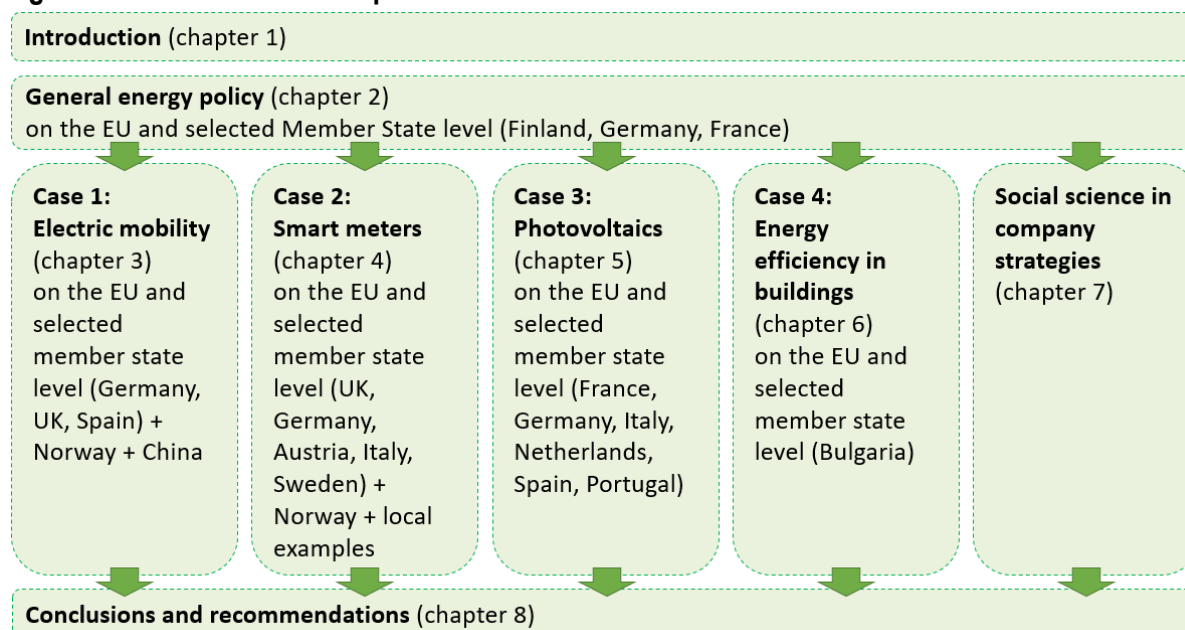 Introduction (chapter 1)
General energy policy (chapter 2)
on the EU and selected Member State level (Finland, Germany, France)
Case 1:
Electric mobility
(chapter 3)
on the EU and
selected
member state
level (Germany,
UK, Spain) +
Norway + China
Case 2:
Smart meters
(chapter 4)
on the EU and
selected
member state
level (UK,
Germany,
Austria, Italy,
Sweden) +
Norway + local
examples
Case 3:
Photovoltaics
(chapter 5)
on the EU and
selected
member state
level (France,
Germany, Italy,
Netherlands,
Spain, Portugal)
Case 4:
Energy
efficiency in
buildings
(chapter 6)
on the EU and
selected
member state
level (Bulgaria)
Social science in
company
strategies
(chapter 7)
Conclusions and recommendations (chapter 8)